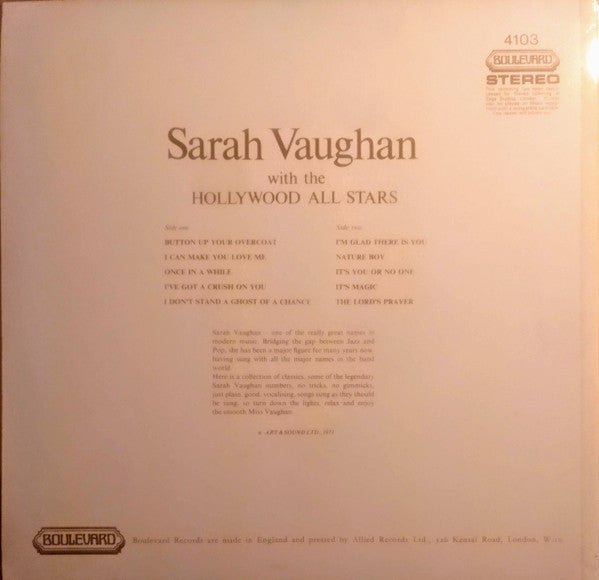 4103
BOULEVARD
STEREO
Sarah Vaughan
with the
HOLLYWOOD ALL STARS
Side one
BUTTON UP YOUR OVERCOAT
I CAN MAKE YOU LOVE ME
ONCE IN A WHILE
I'VE GOT A CRUSH ON YOU
I DON'T STAND A GHOST OF A CHANCE
Side two
I'M GLAD THERE IS YOU
NATURE BOY
IT'S YOU OR NO ONE
IT'S MAGIC
THE LORD'S PRAYER
Sarah Vaughan - one of the really great names in
modern music. Bridging the gap between Jazz and
Pop, she has been a major figure for many years now
having sung with all the major names in the band
world.
Here is a collection of classics, some of the legendary
Sarah Vaughan numbers, no tricks, no gimmicks,
just plain, good, vocalising, songs sung as they should
be sung, so turn down the lights, relax and enjoy
the smooth Miss Vaughan.
ART & SOUND LTD., 1971
BOULEVARD
Boulevard Records are made in England and pressed by Allied Records Ltd., 326 Kensal Road, London, W.10.